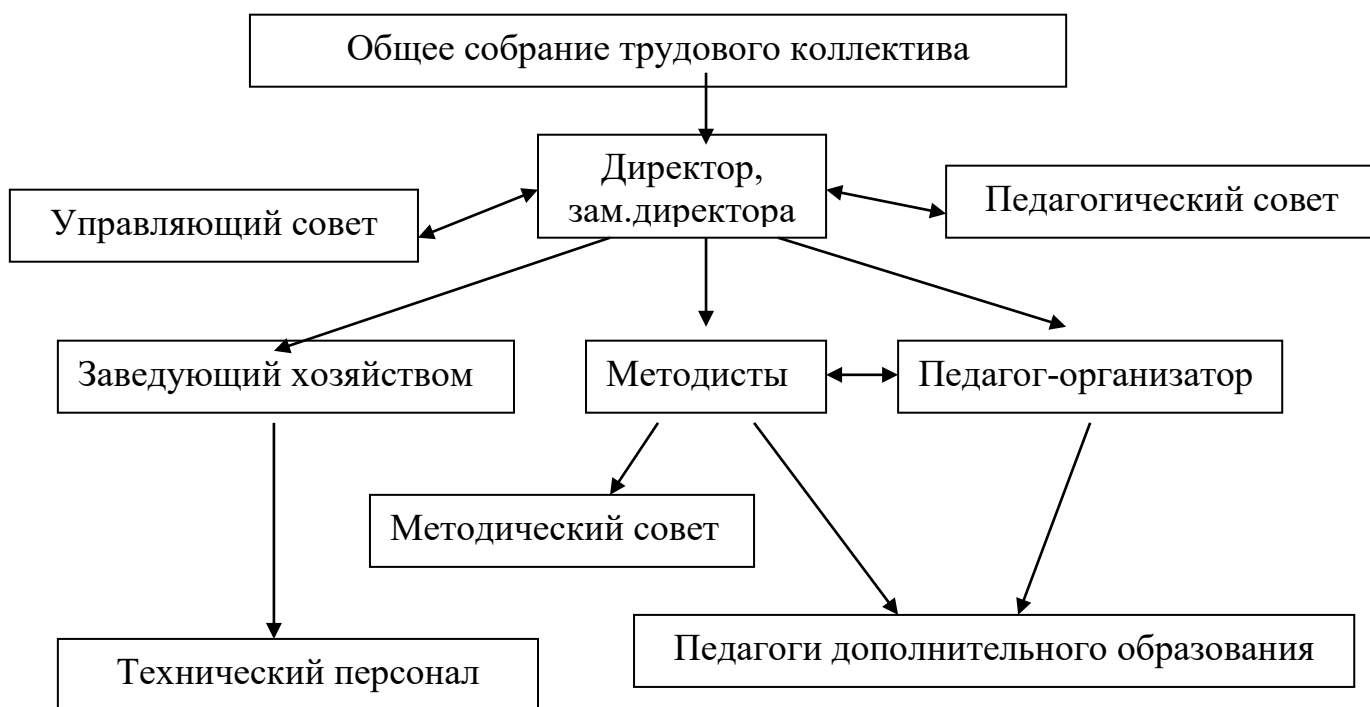 Общее собрание трудового коллектива
Директор,
зам.директора
Управляющий совет
Педагогический совет
Заведующий хозяйством
Методисты
Педагог-организатор
Методический совет
Технический персонал
Педагоги дополнительного образования